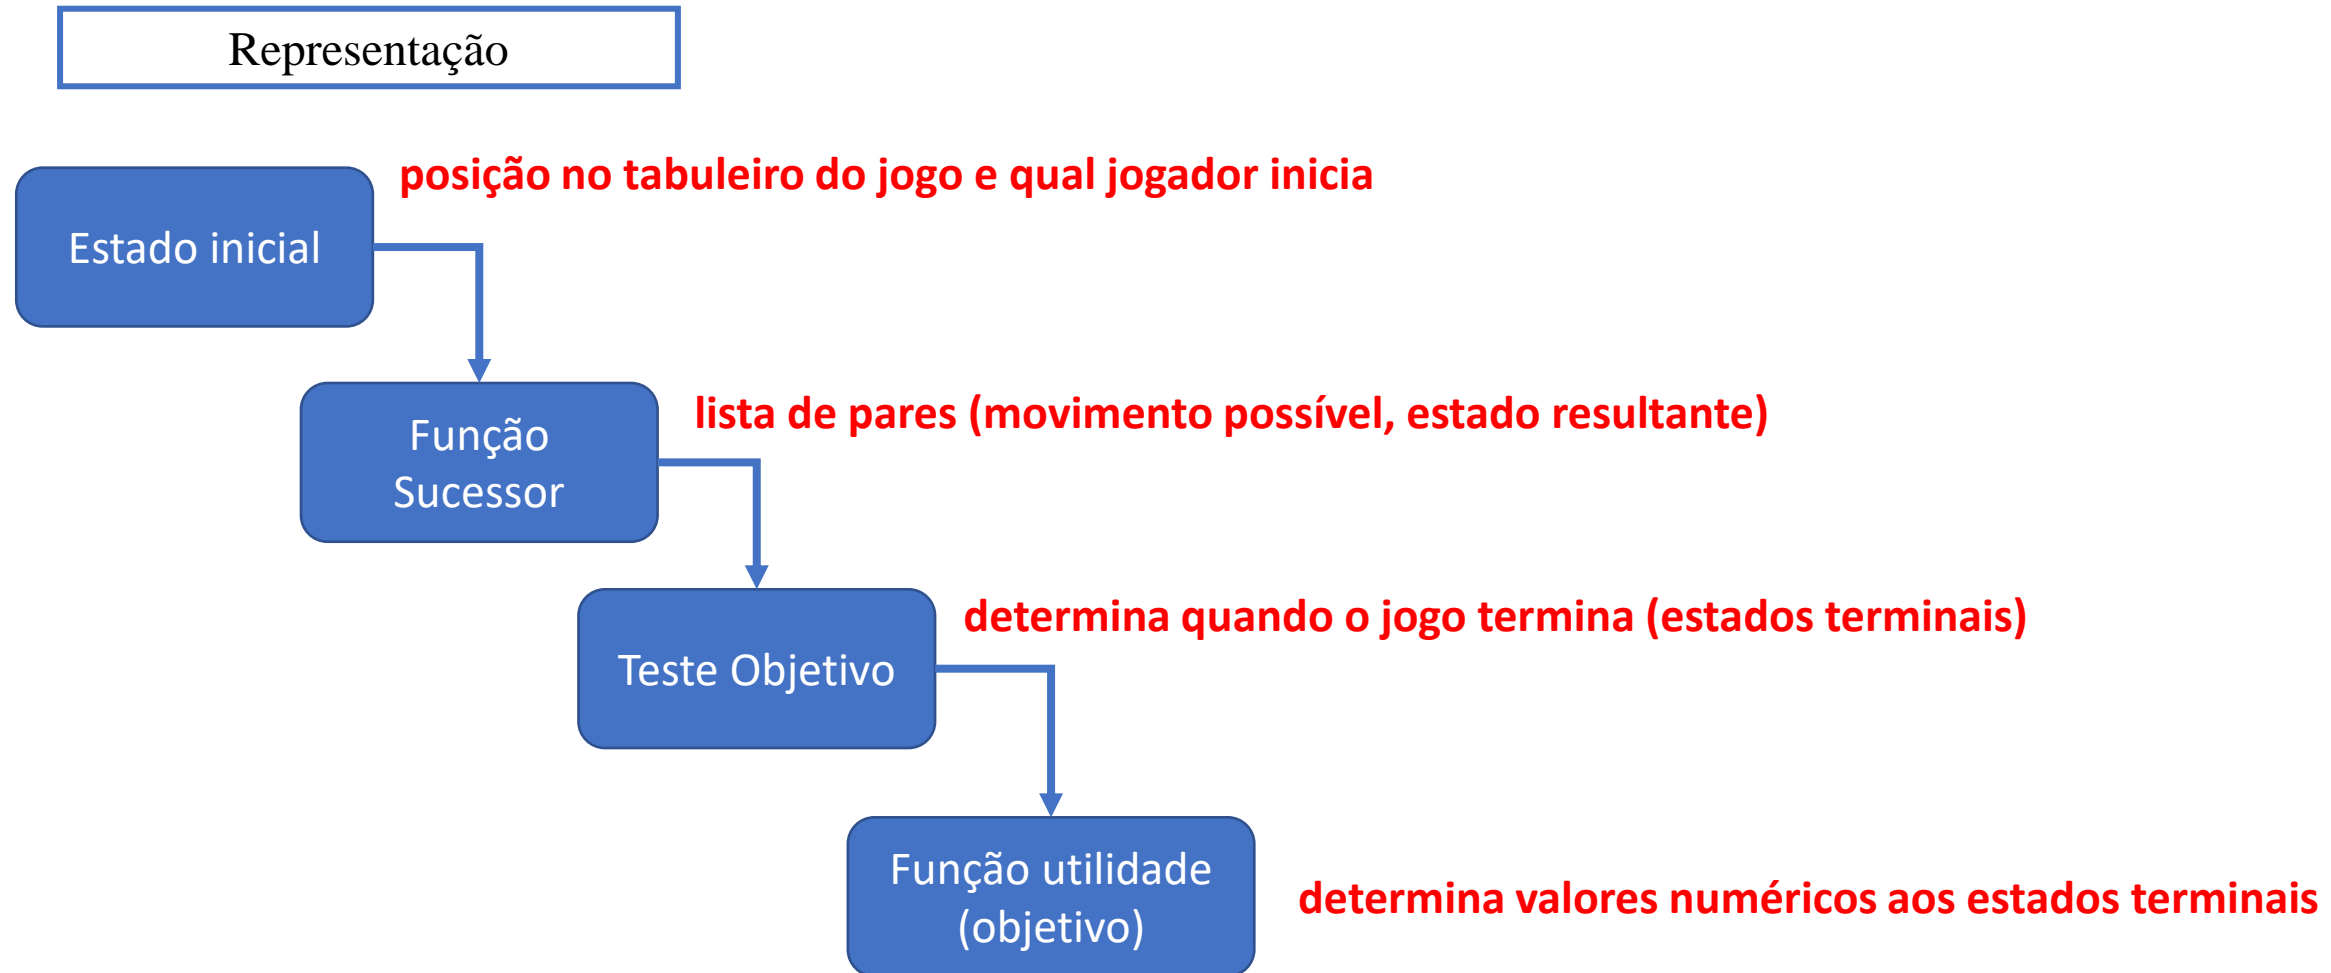 Representação
posição no tabuleiro do jogo e qual jogador inicia
Estado inicial
lista de pares (movimento possível, estado resultante)
Função
Sucessor
determina quando o jogo termina (estados terminais)
Teste Objetivo
Função utilidade
(objetivo)
determina valores numéricos aos estados terminais